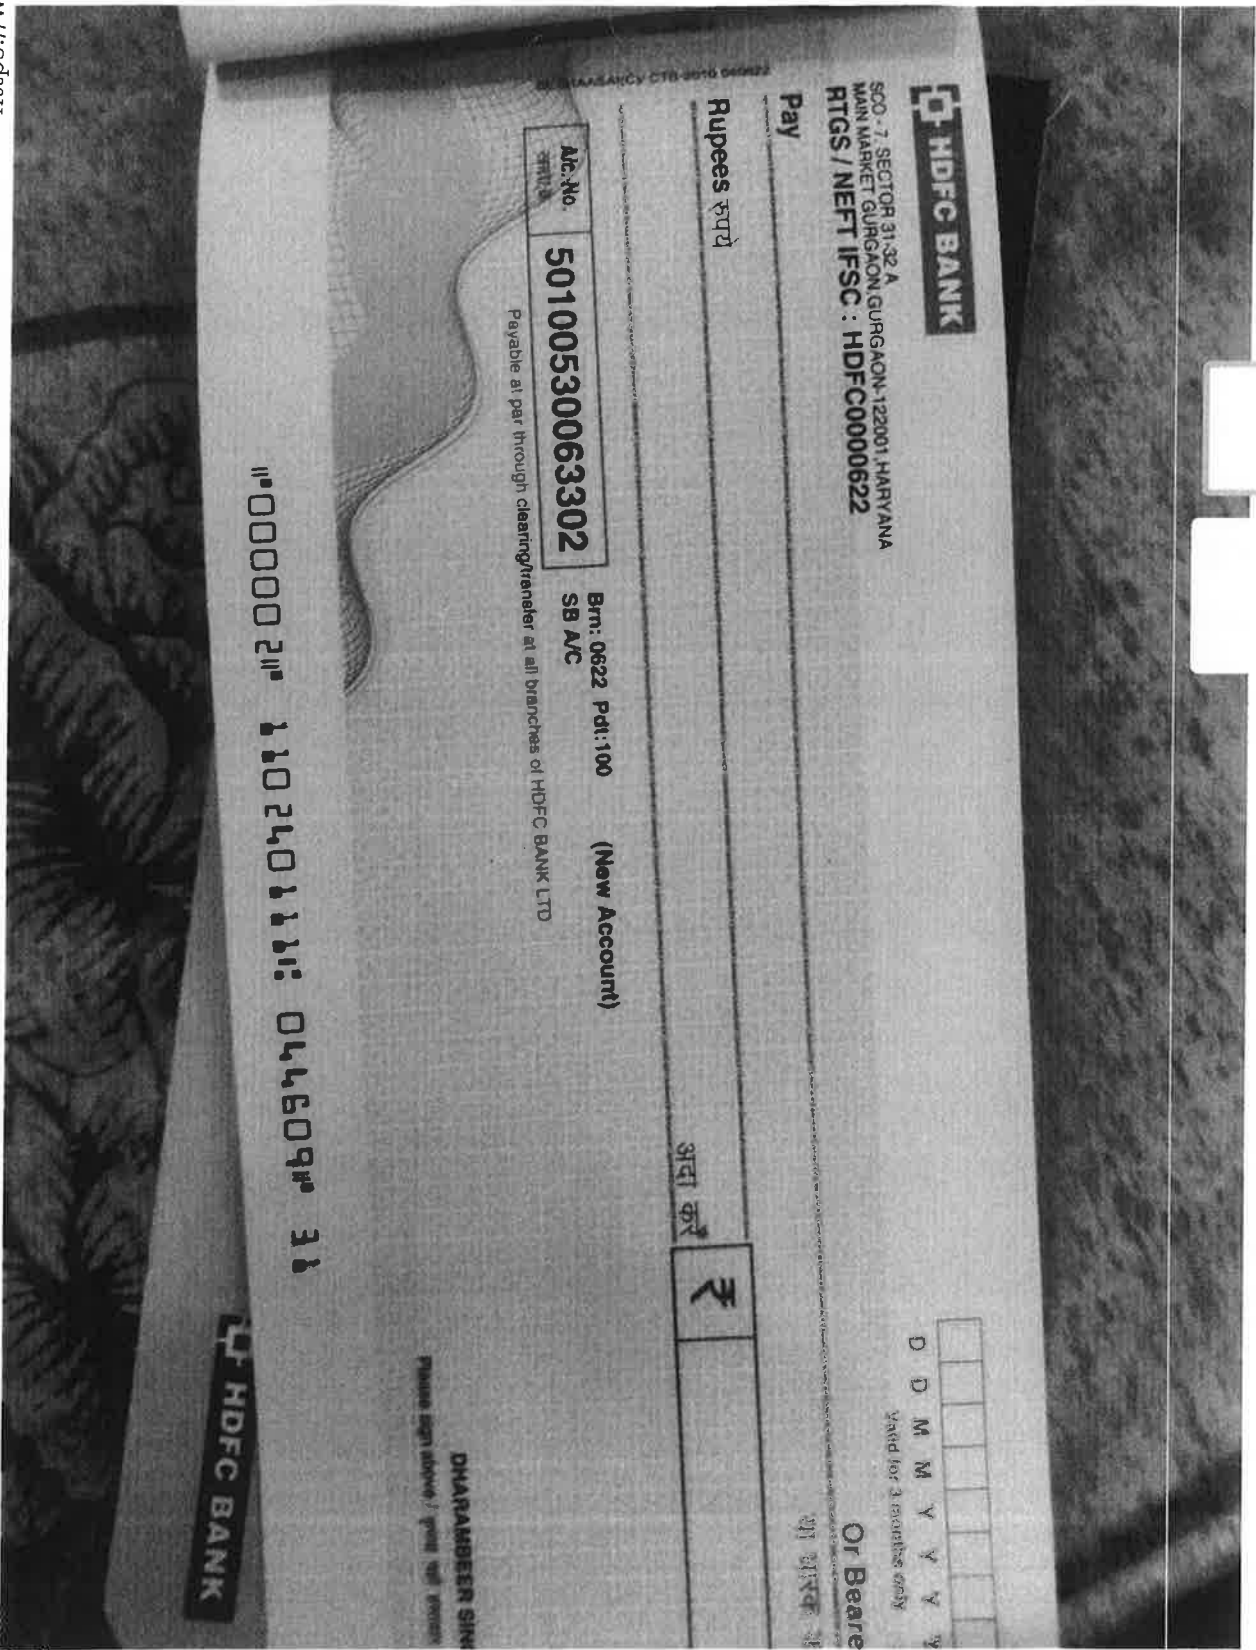 HDFC BANK
SCO - 7, SECTOR 31-32 A
MAIN MARKET GURGAON,GURGAON-122001,HARYANA
RTGS / NEFT IFSC : HDFC0000622
D D M M Y Y Y Y
Valid for 3 months only
Pay
Or Beare
या धारक
Rupees रुपये
अदा करें
₹
A/c. No.
50100530063302
Brn: 0622 Pdt:100 (New Account)
SB A/C
Payable at par through clearing/transfer at all branches of HDFC BANK LTD
DHARAMBEER SIN
Please sign above /
⑈000002⑈ 110240111⑆ 044609⑈ 31
HDFC BANK